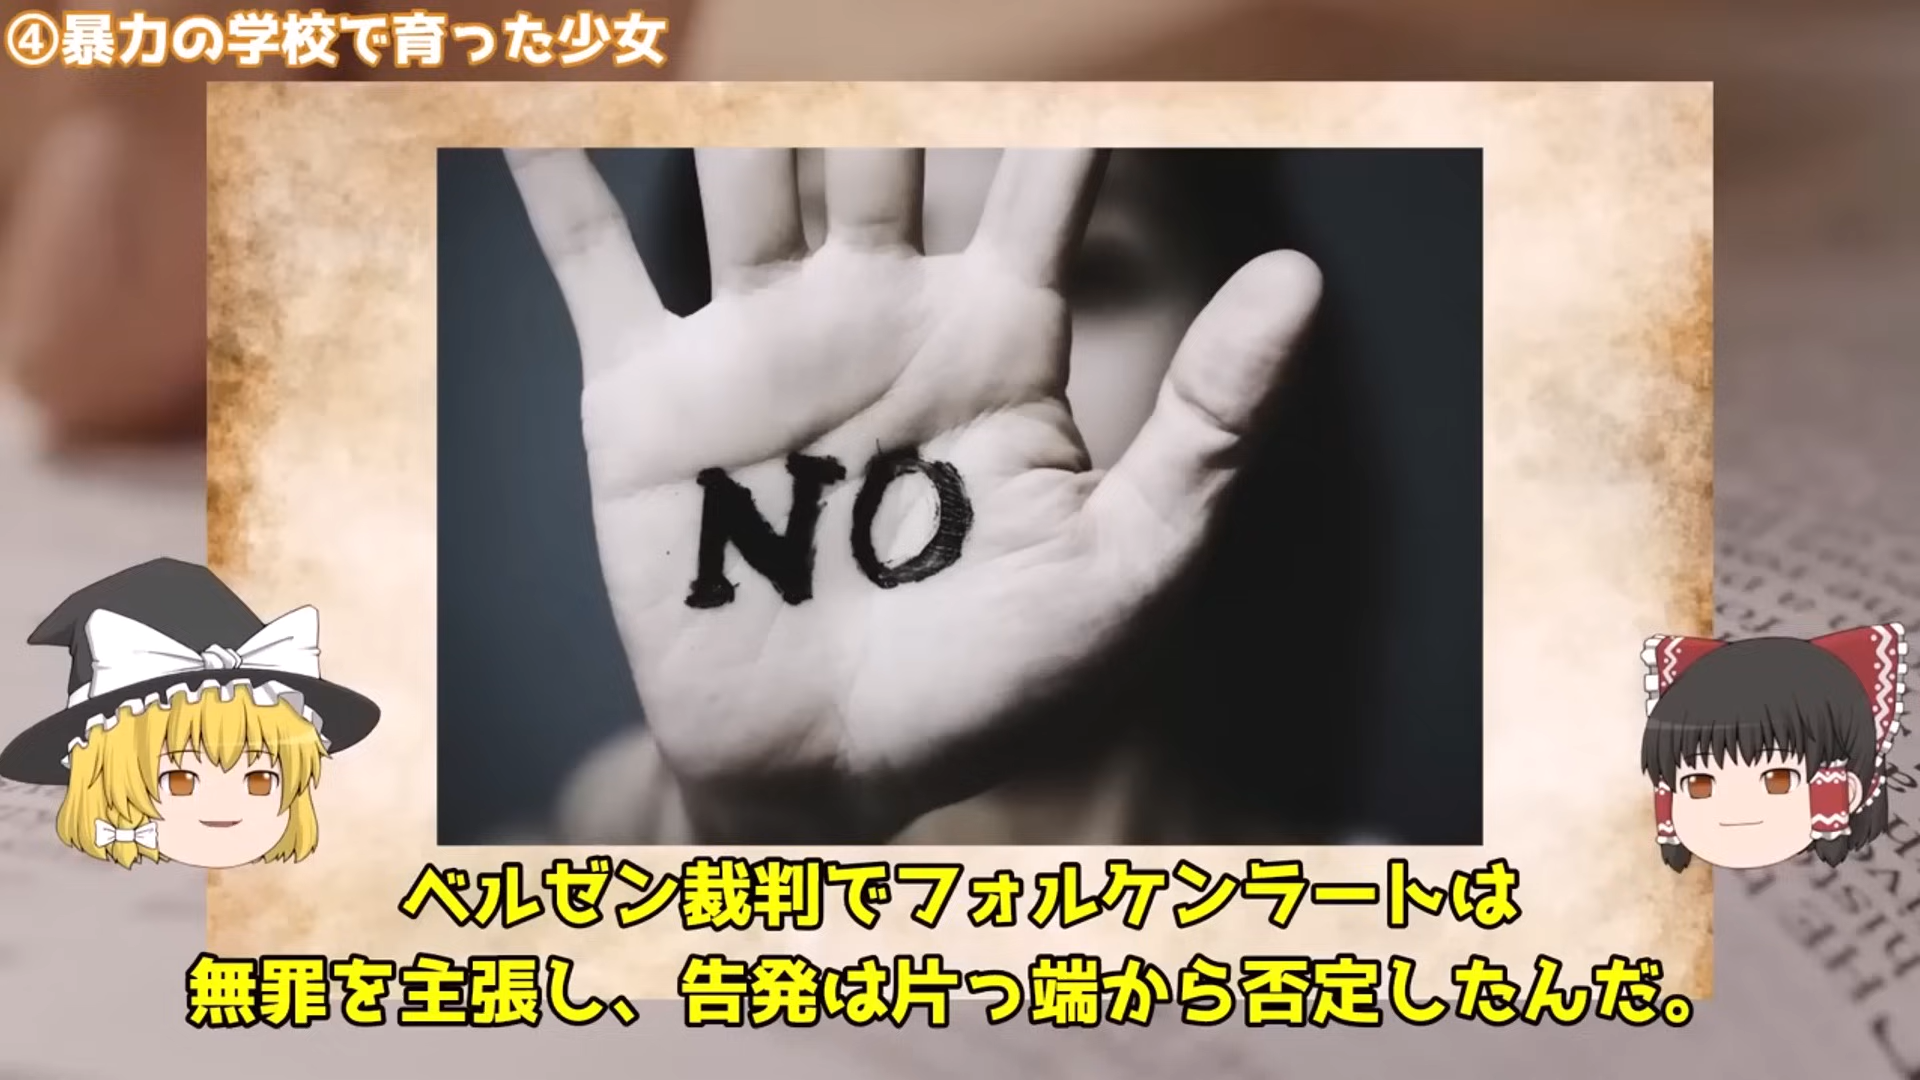 ④暴力の学校で育った少女
NO
ベルゼン裁判でフォルケンラートは
無罪を主張し、告発は片っ端から否定したんだ。